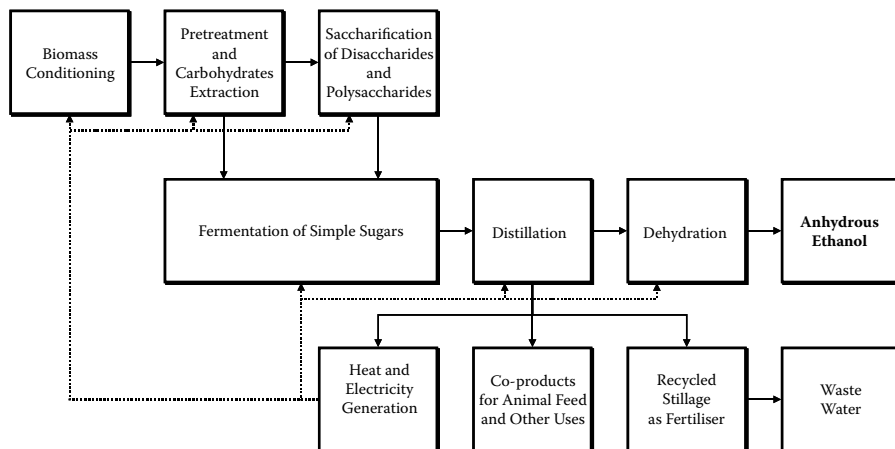 Biomass
Conditioning
Pretreatment
and
Carbohydrates
Extraction
Saccharification
of Disaccharides
and
Polysaccharides
Fermentation of Simple Sugars
Distillation
Dehydration
Anhydrous
Ethanol
Heat and
Electricity
Generation
Co-products
for Animal Feed
and Other Uses
Recycled
Stillage
as Fertiliser
Waste
Water